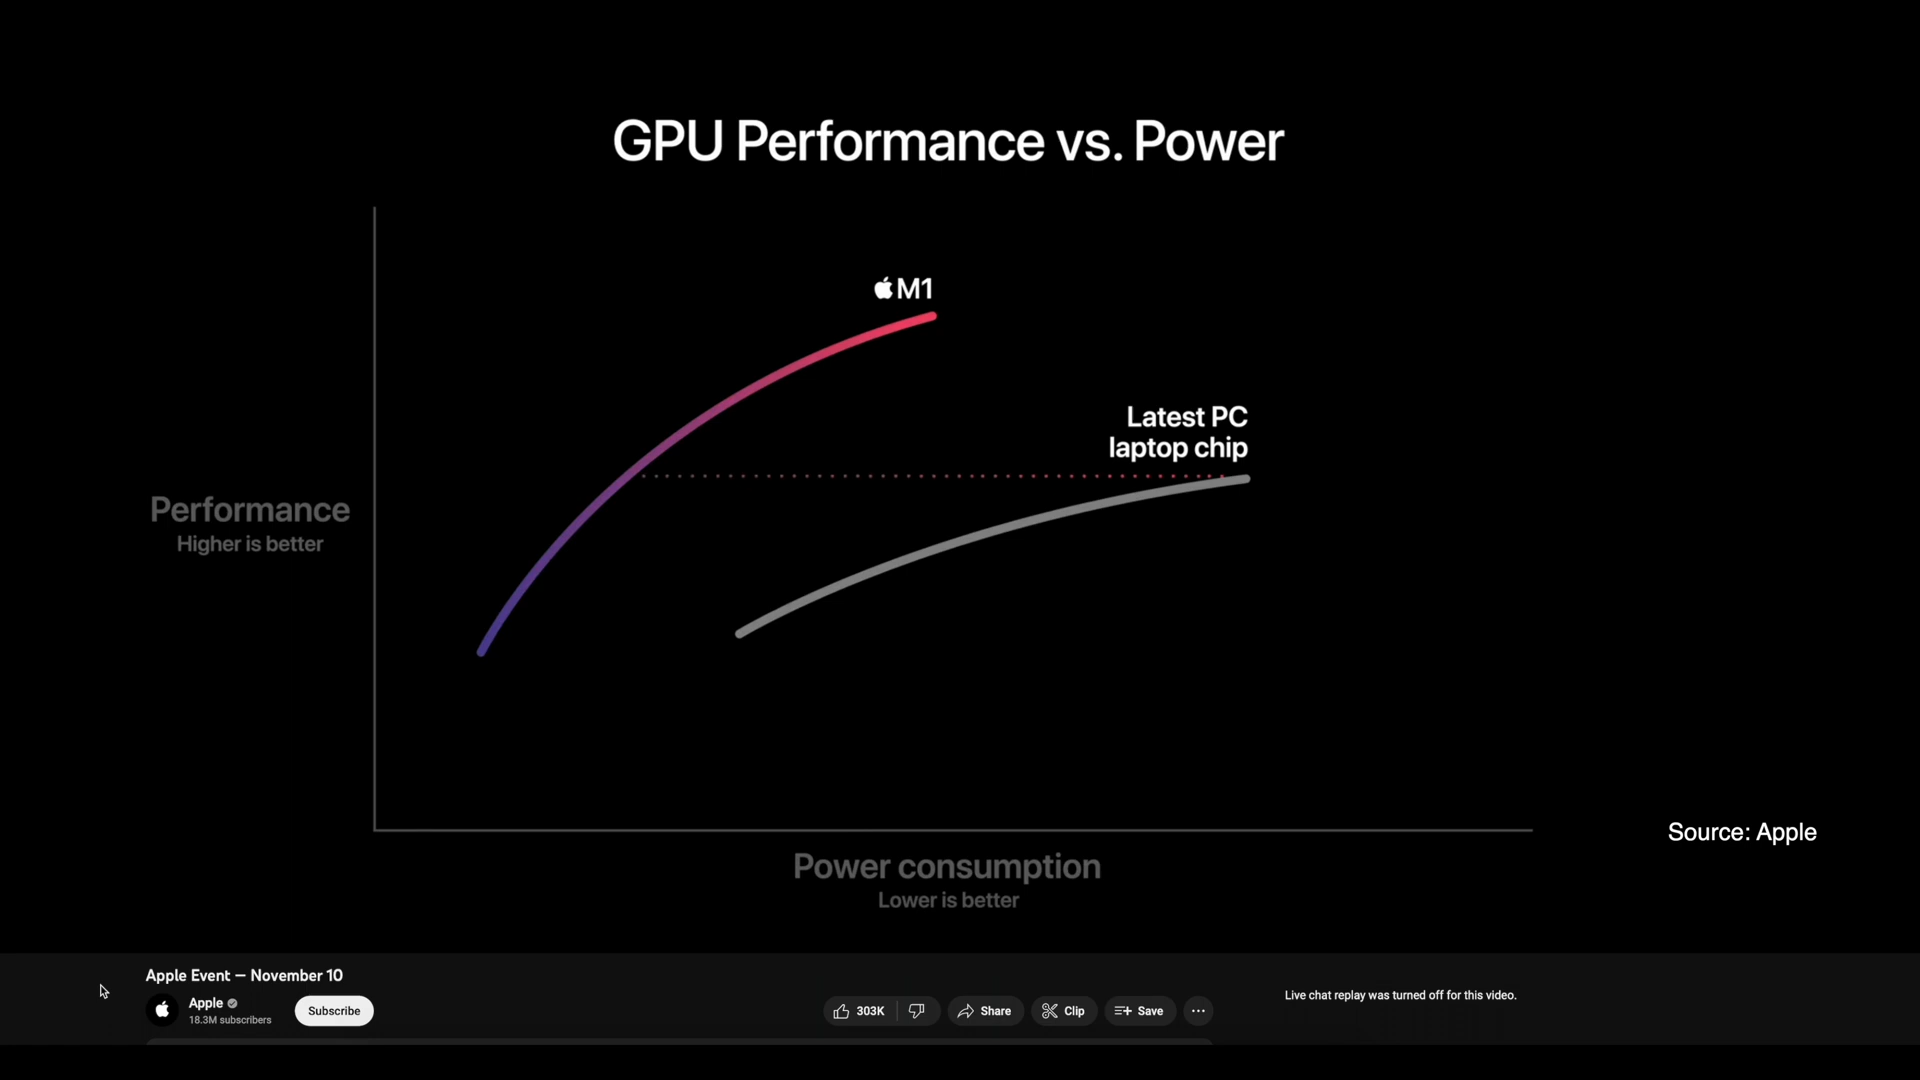 GPU Performance vs. Power
M1
Latest PC
laptop chip
Performance
Higher is better
Source: Apple
Power consumption
Lower is better
Apple Event — November 10
Apple
18.3M subscribers
Subscribe
303K
Share
Clip
Save
Live chat replay was turned off for this video.